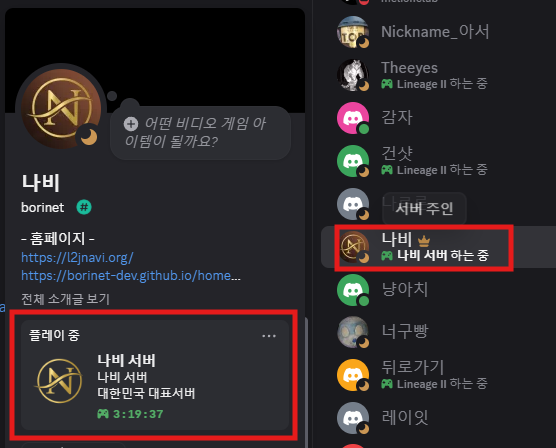 어떤 비디오 게임 아
이템이 될까요?
나비
borinet
- 홈페이지 -
https://l2jnavi.org/
https://borinet-dev.github.io/home...
전체 소개글 보기
플레이 중
나비 서버
나비 서버
대한민국 대표서버
3:19:37
Nickname_아서
Theeyes
Lineage II 하는 중
감자
건샷
Lineage II 하는 중
서버 주인
나비
나비 서버 하는 중
냥아치
너구빵
뒤로가기
Lineage II 하는 중
레이잇